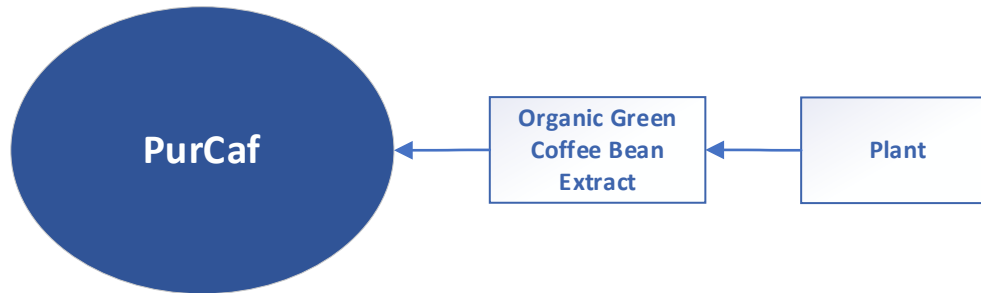 PurCaf
Organic Green
Coffee Bean
Extract
Plant